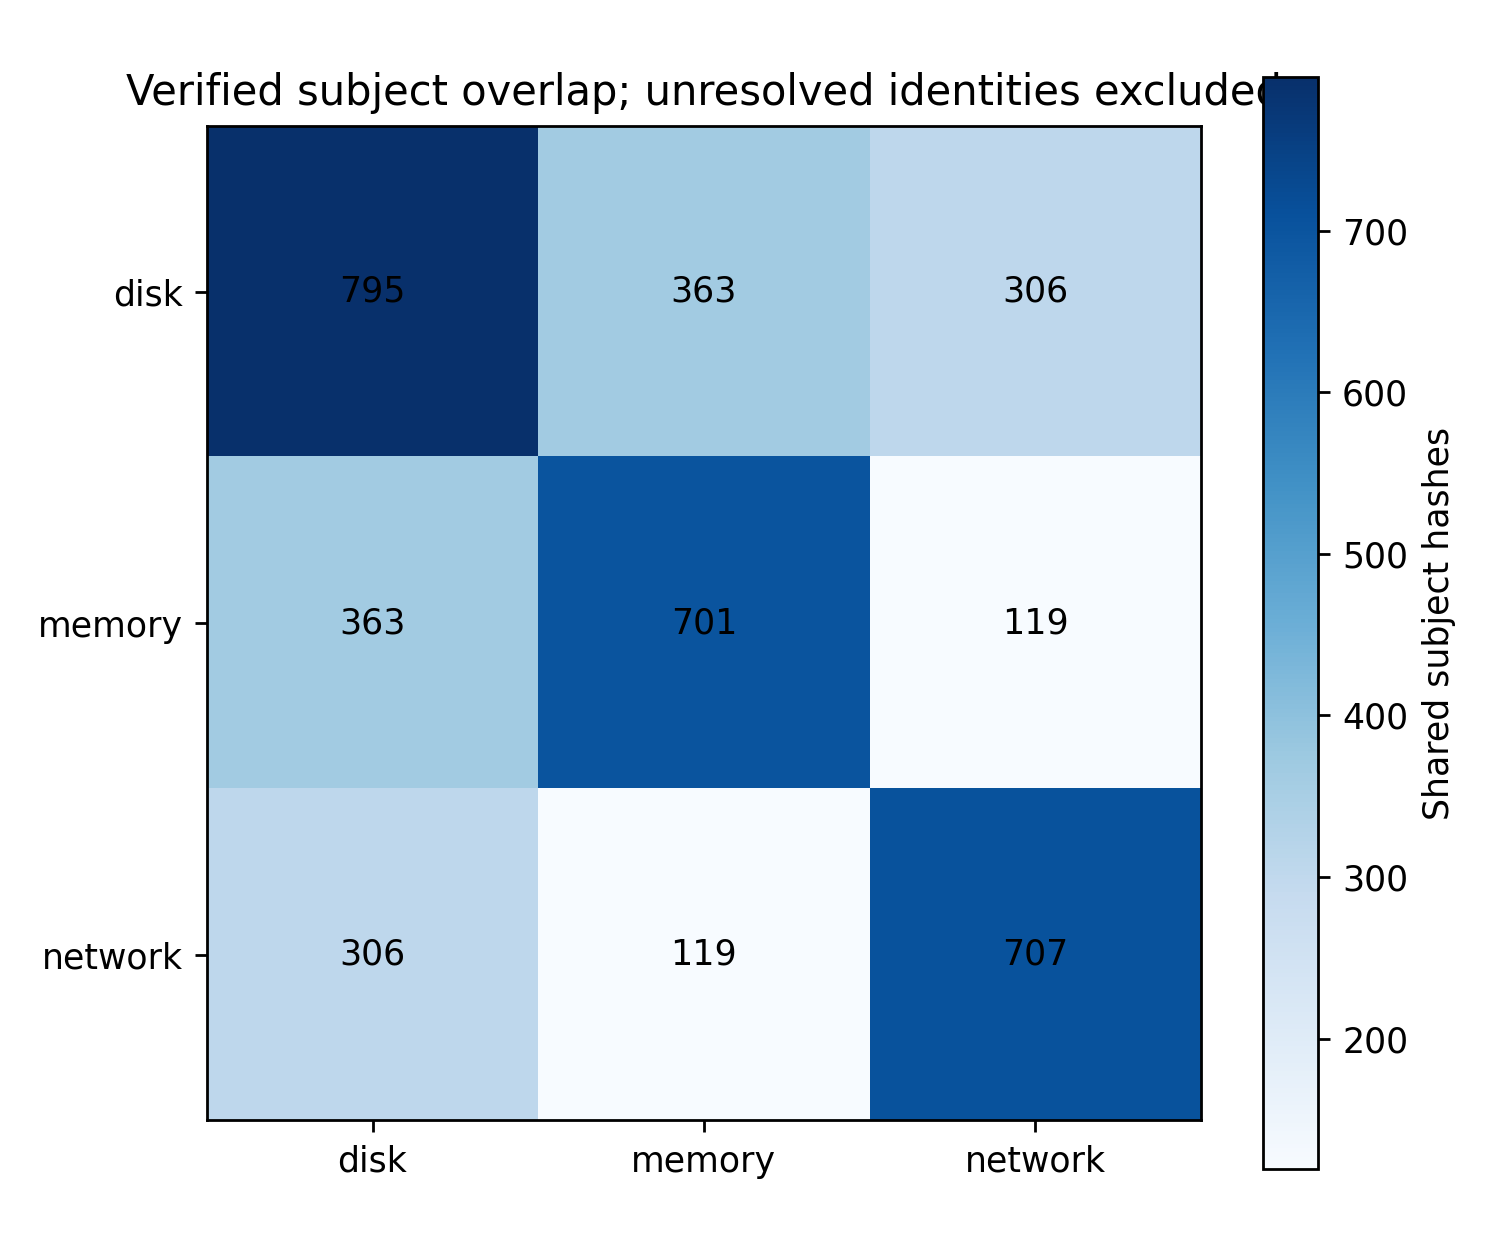 Verified subject overlap; unresolved identities excluded
disk 795 363 306
memory 363 701 119
network 306 119 707
disk memory network
700
600
500
400
300
200
Shared subject hashes